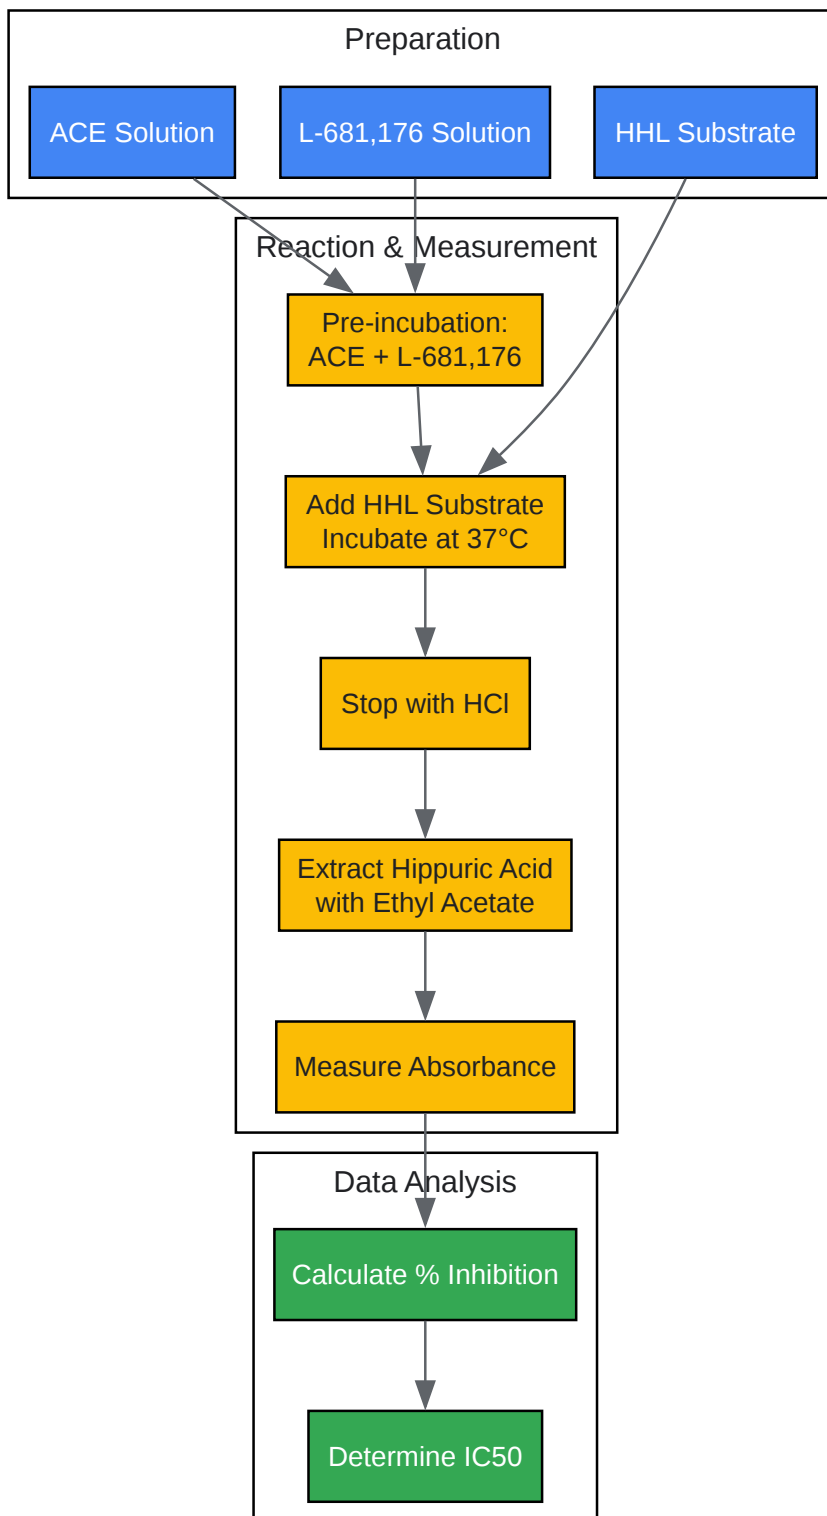 Preparation
ACE Solution
L-681,176 Solution
HHL Substrate
Reaction & Measurement
Pre-incubation:
ACE + L-681,176
Add HHL Substrate
Incubate at 37°C
Stop with HCl
Extract Hippuric Acid
with Ethyl Acetate
Measure Absorbance
Data Analysis
Calculate % Inhibition
Determine IC50